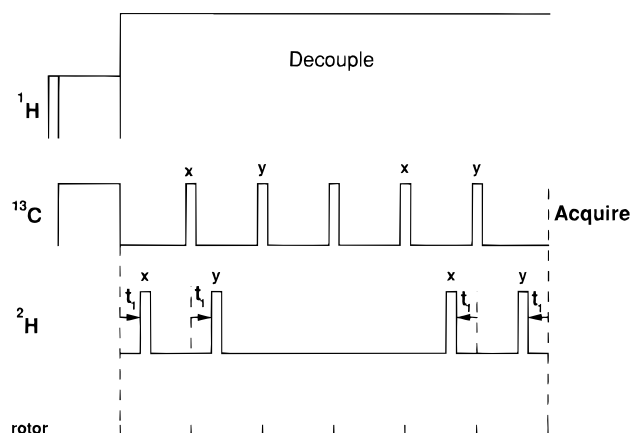 Decouple
¹H
x y x y
¹³C
Acquire
x y x y
t₁ t₁ t₁ t₁
²H
rotor